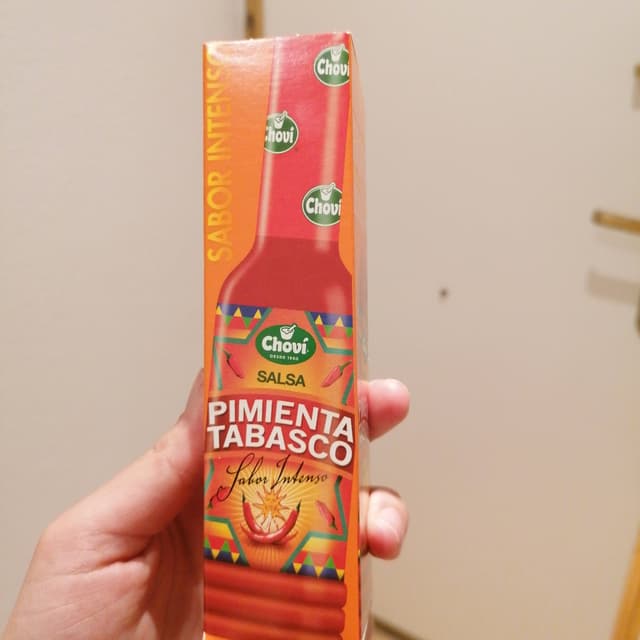 SABOR INTENSO
Choví
Choví
Choví
Choví
DESDE 1950
SALSA
PIMIENTA
TABASCO
Sabor Intenso